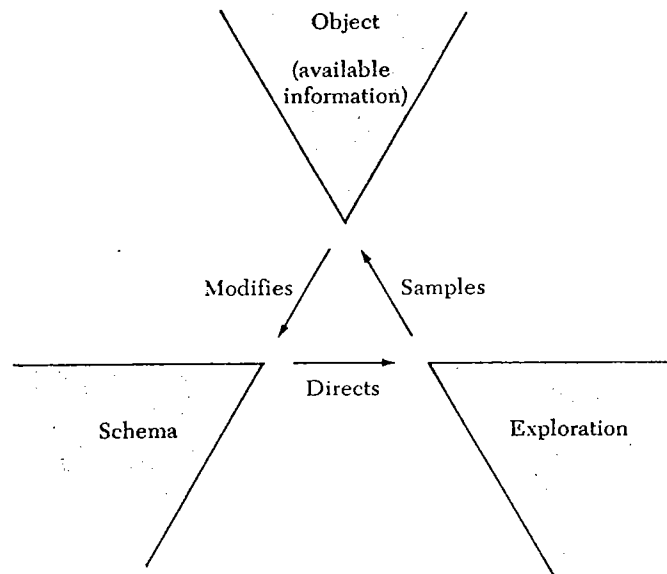 Object
(available
information)
Modifies
Samples
Directs
Schema
Exploration